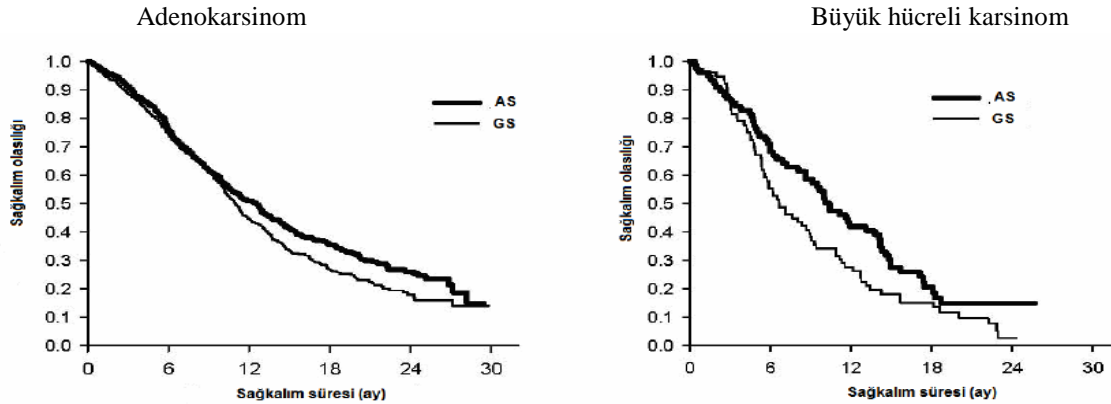 Adenokarsinom
Sağkalım olasılığı
1.0
0.9
0.8
0.7
0.6
0.5
0.4
0.3
0.2
0.1
0.0
AS
GS
0 6 12 18 24 30
Sağkalım süresi (ay)
Büyük hücreli karsinom
Sağkalım olasılığı
1.0
0.9
0.8
0.7
0.6
0.5
0.4
0.3
0.2
0.1
0.0
AS
GS
0 6 12 18 24 30
Sağkalım süresi (ay)